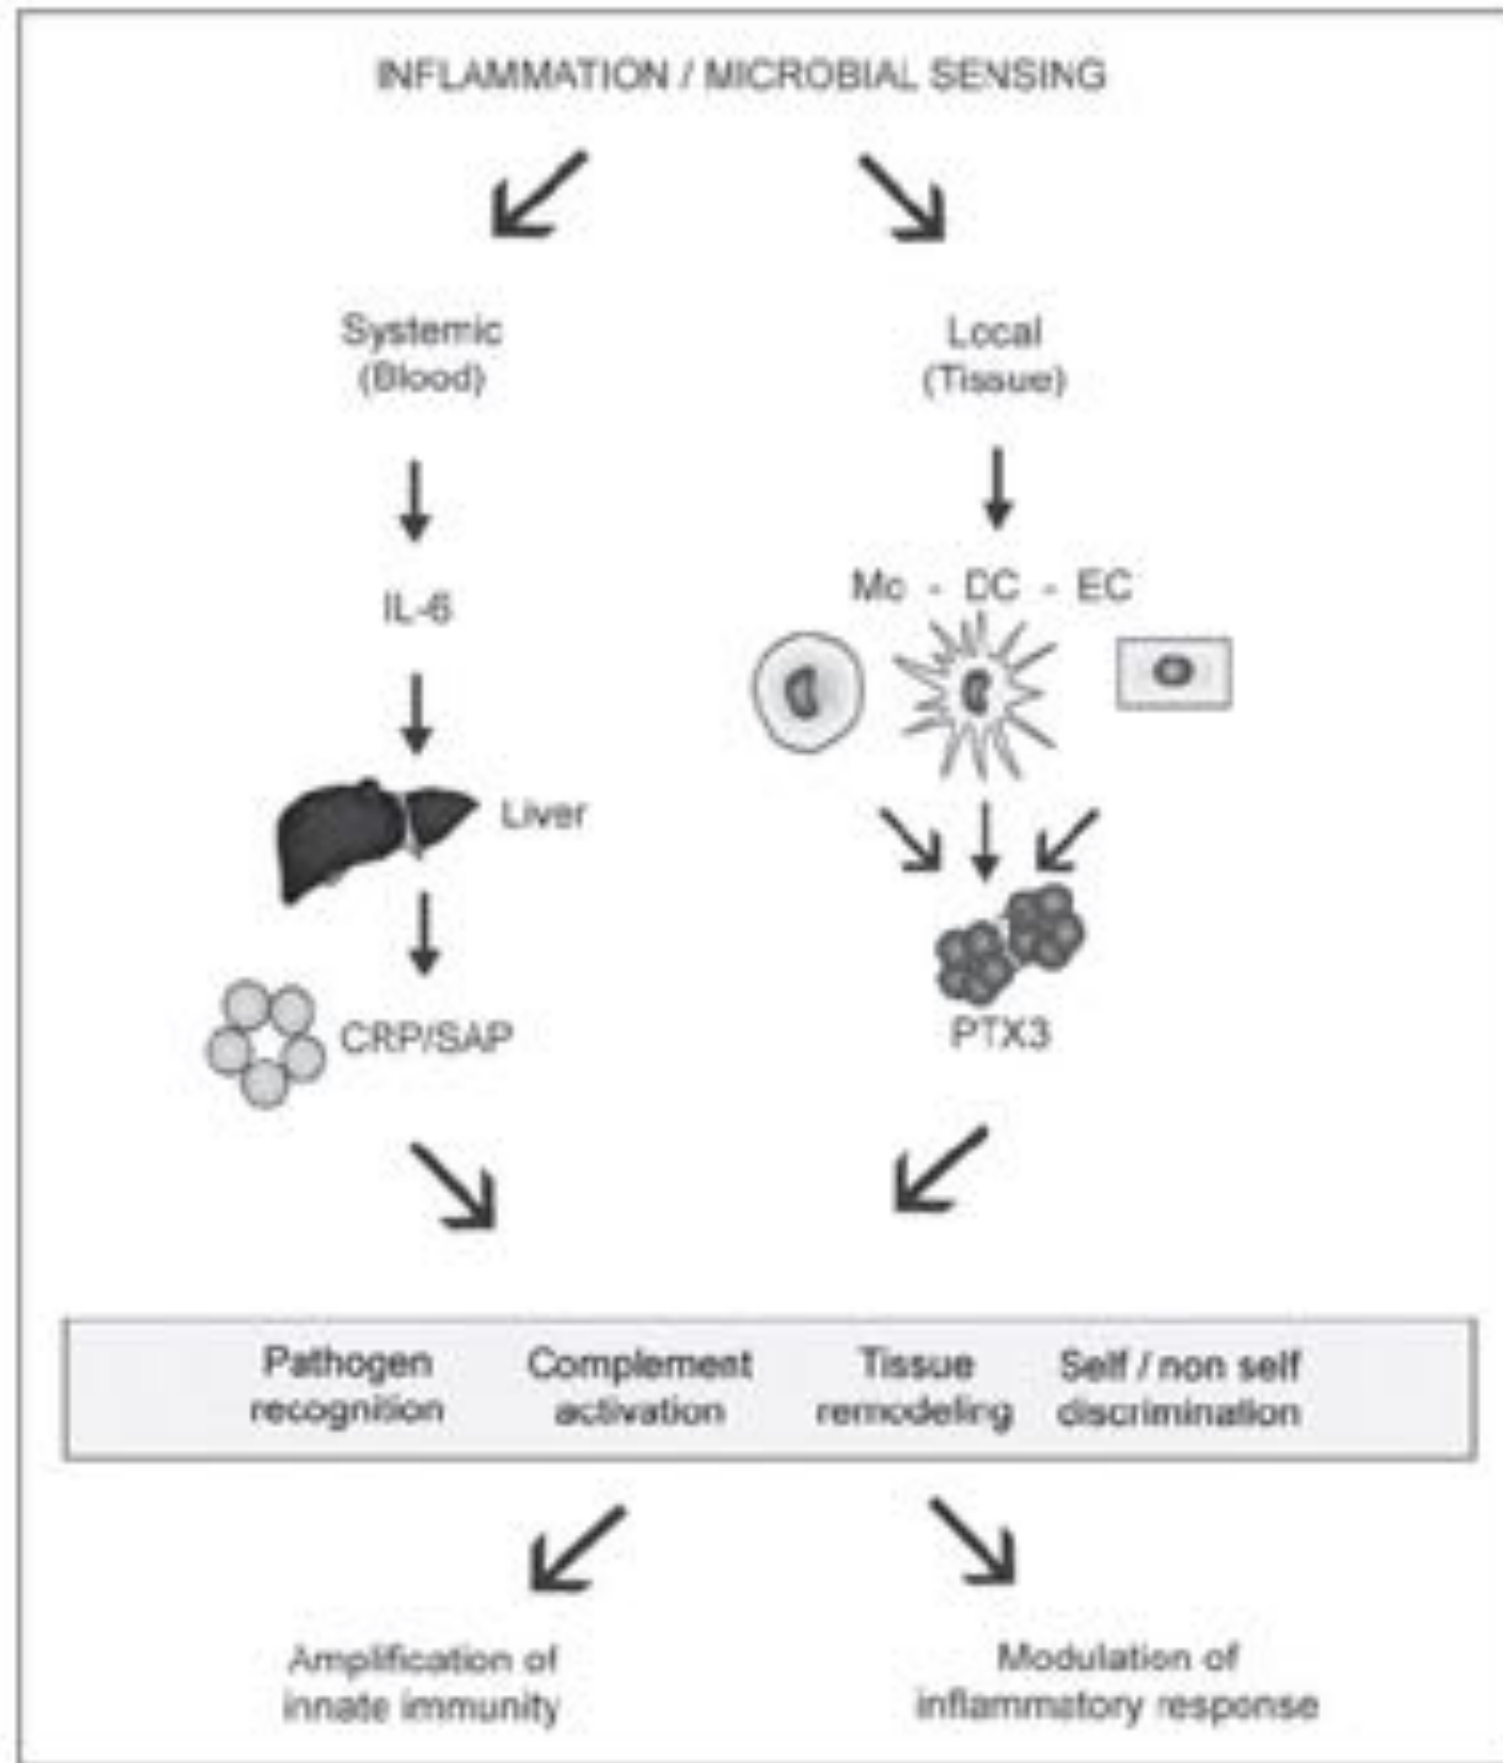 INFLAMMATION / MICROBIAL SENSING
Systemic
(Blood)
Local
(Tissue)
IL-6
Mo - DC - EC
Liver
CRP/SAP
PTX3
Pathogen
recognition
Complement
activation
Tissue
remodeling
Self / non self
discrimination
Amplification of
innate immunity
Modulation of
inflammatory response